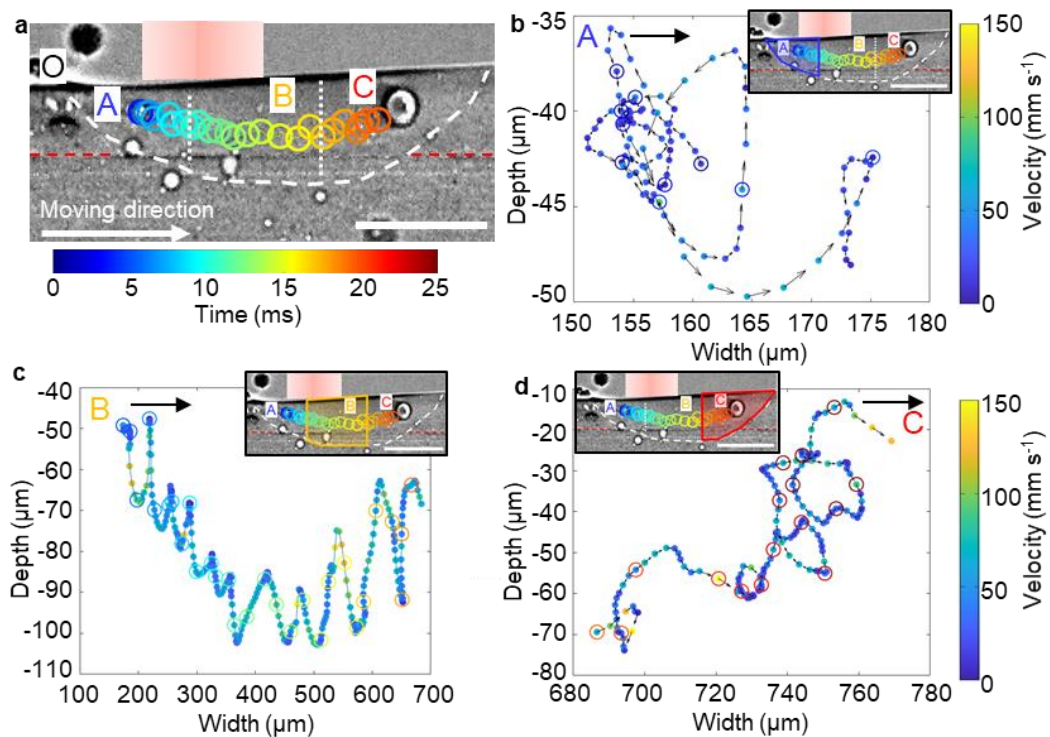 a
O
A
B
C
Moving direction
0 5 10 15 20 25
Time (ms)
b
A
A
B
C
-35
-40
-45
-50
Depth (μm)
150 155 160 165 170 175 180
Width (μm)
150
100
50
0
Velocity (mm s⁻¹)
c
B
A
B
C
-40
-50
-60
-70
-80
-90
-100
-110
Depth (μm)
100 200 300 400 500 600 700
Width (μm)
d
A
B
C
C
-10
-20
-30
-40
-50
-60
-70
-80
Depth (μm)
680 700 720 740 760 780
Width (μm)
150
100
50
0
Velocity (mm s⁻¹)